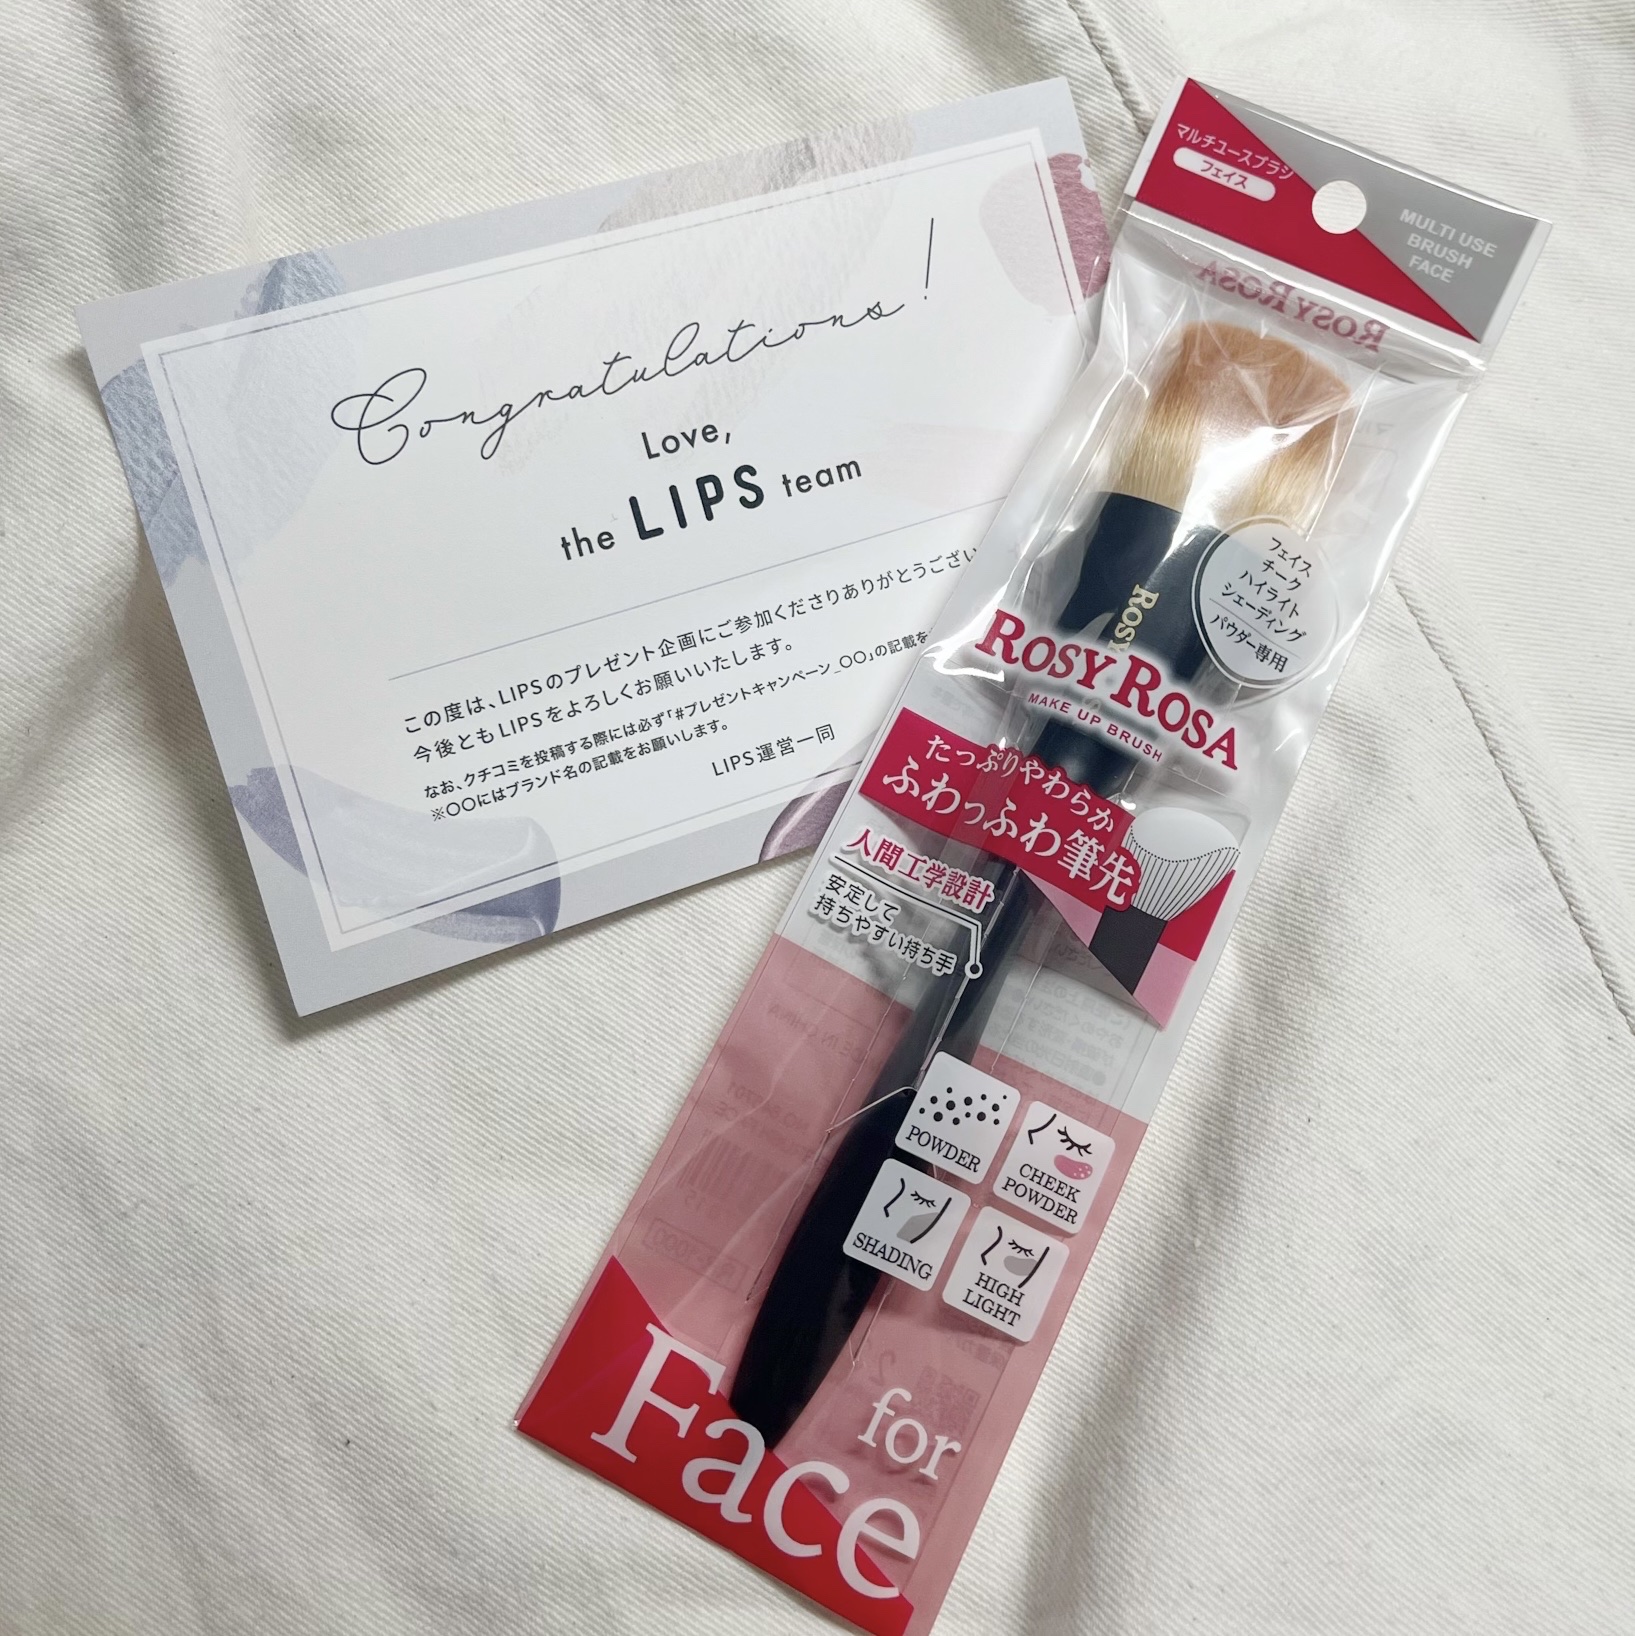 Congratulations!
Love,
the LIPS team
この度は、LIPSのプレゼント企画にご参加くださりありがとうござい
今後ともLIPSをよろしくお願いいたします。
なお、クチコミを投稿する際には必ず「#プレゼントキャンペーン_〇〇」の記載を
※〇〇にはブランド名の記載をお願いします。
LIPS運営一同
マルチユースブラシ
フェイス
MULTI USE
BRUSH
FACE
ROSY ROSA
フェイス
チーク
ハイライト
シェーディング
パウダー専用
ROSY
ROSY ROSA
MAKE UP BRUSH
たっぷりやわらか
ふわっふわ筆先
人間工学設計
安定して
持ちやすい持ち手
POWDER
CHEEK
POWDER
SHADING
HIGH
LIGHT
for
Face